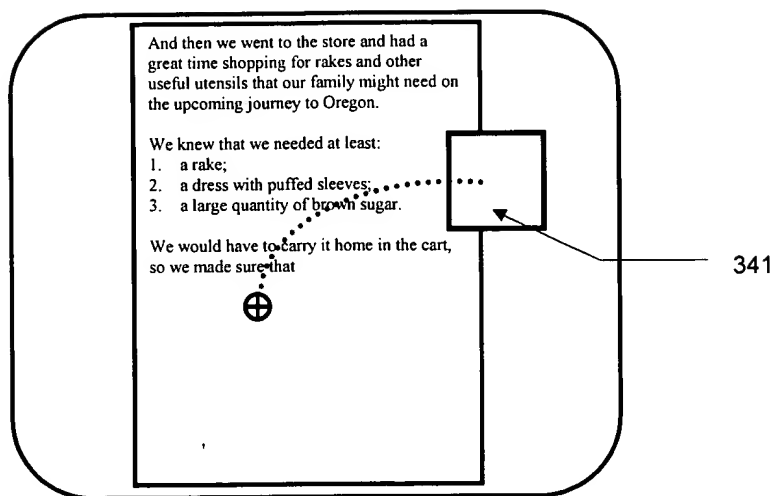 And then we went to the store and had a
great time shopping for rakes and other
useful utensils that our family might need on
the upcoming journey to Oregon.
We knew that we needed at least:
1. a rake;
2. a dress with puffed sleeves;
3. a large quantity of brown sugar.
We would have to carry it home in the cart,
so we made sure that
341